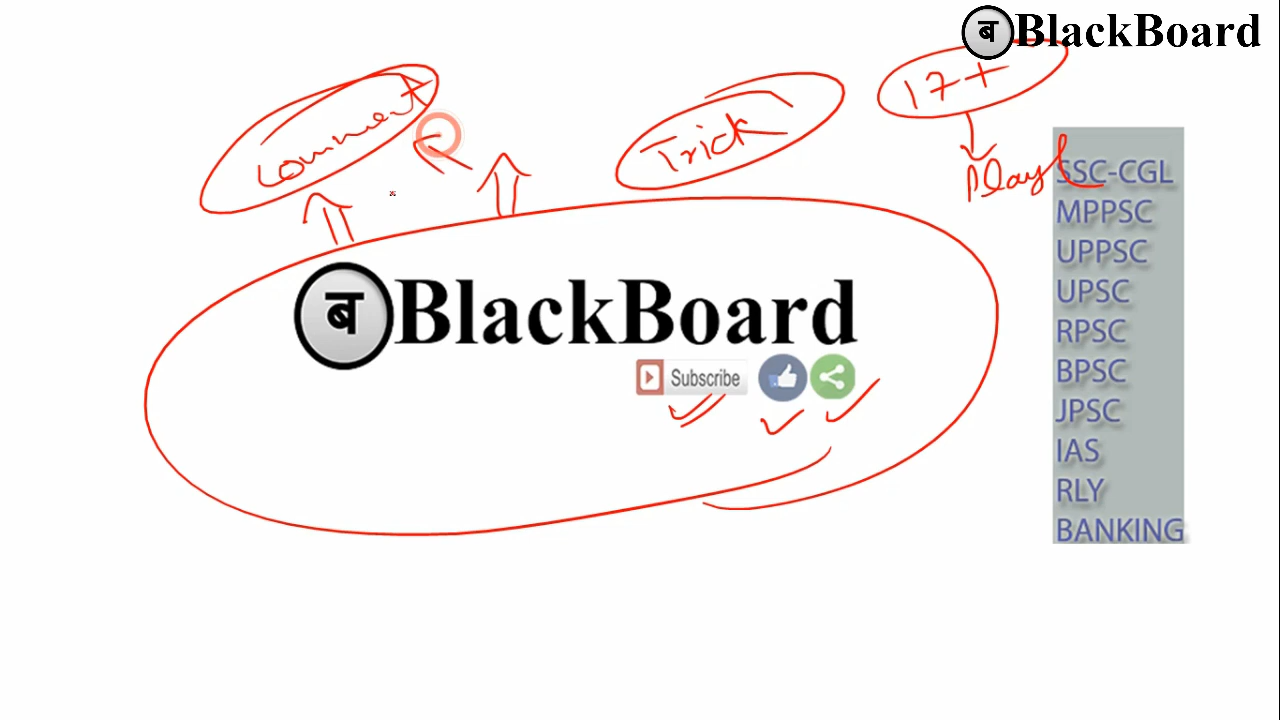 ब BlackBoard
comment
Trick
17+
Playl
ब BlackBoard
Subscribe
SSC-CGL
MPPSC
UPPSC
UPSC
RPSC
BPSC
JPSC
IAS
RLY
BANKING